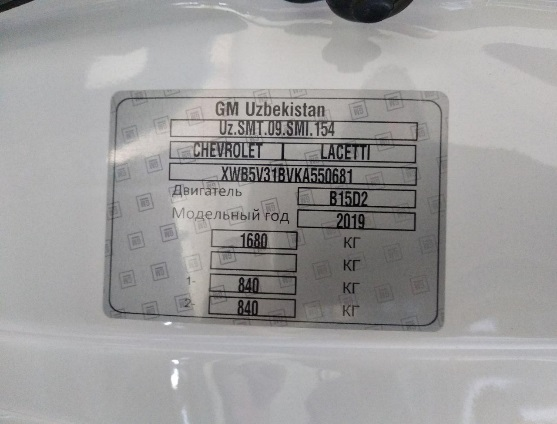 GM Uzbekistan
Uz.SMT.09.SMI.154
CHEVROLET LACETTI
XWB5V31BVKA550681
Двигатель B15D2
Модельный год 2019
1680 КГ
КГ
1- 840 КГ
2- 840 КГ